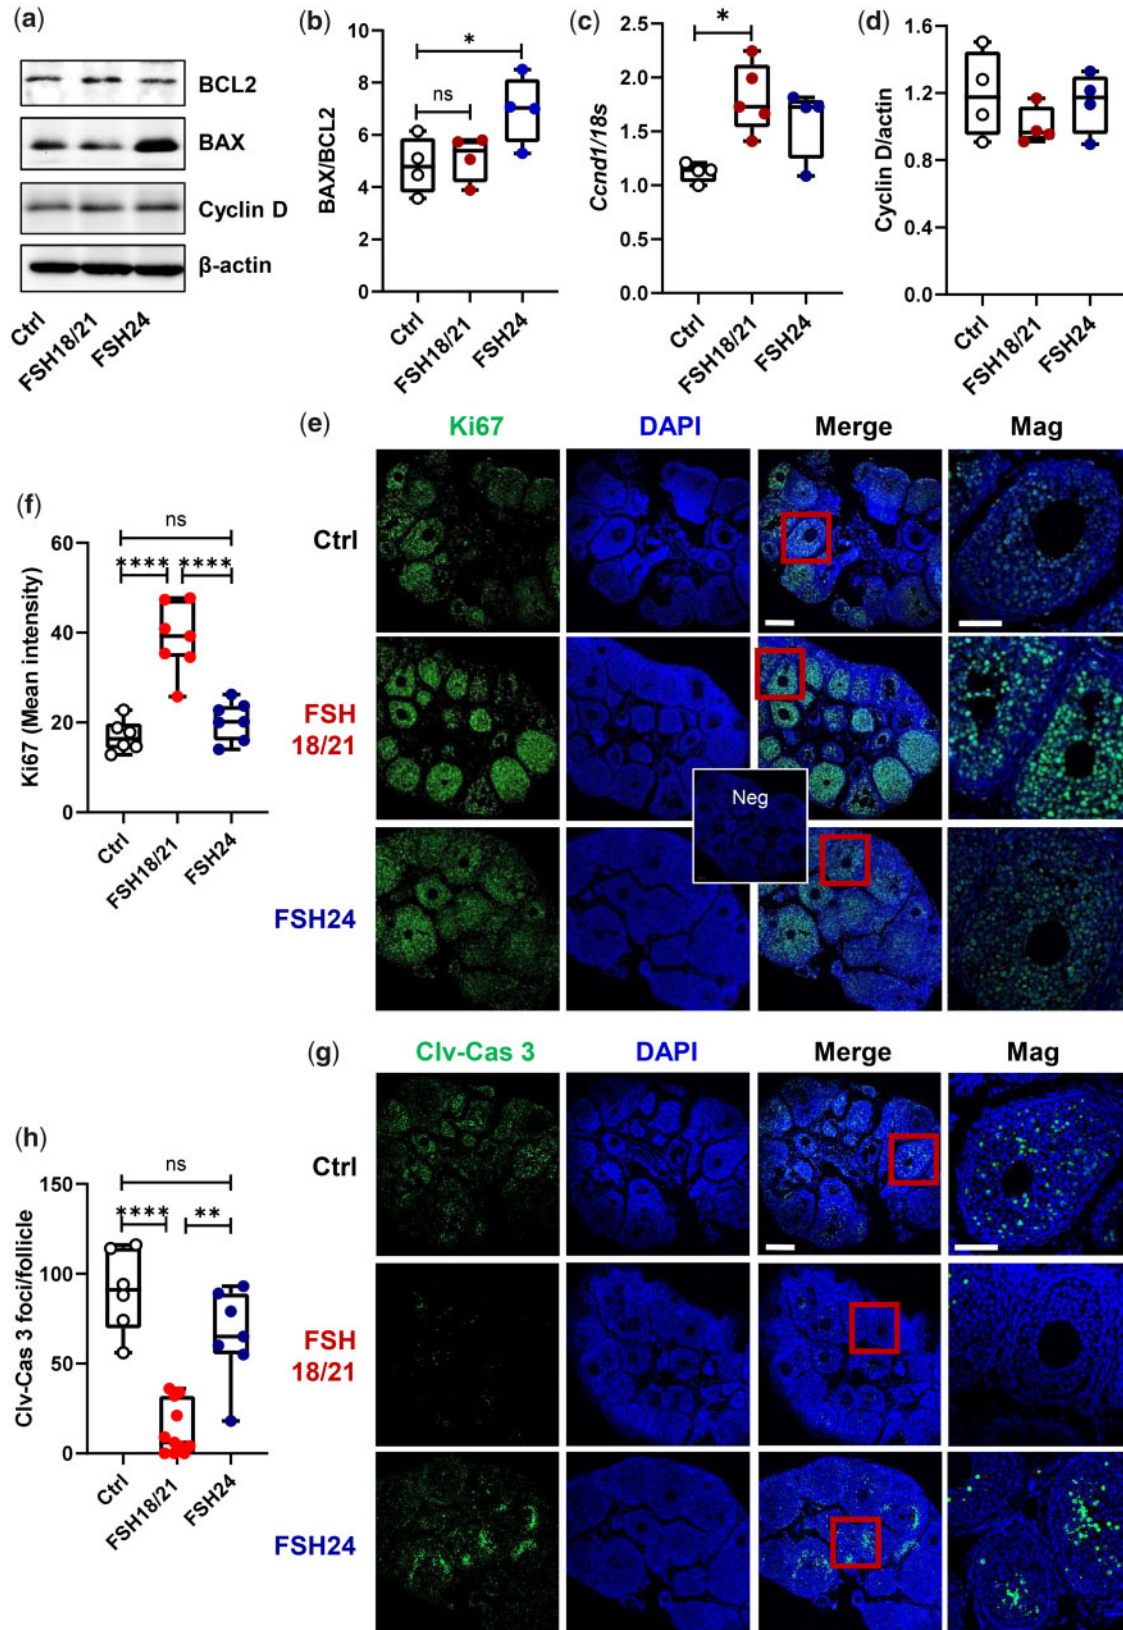 (a)
BCL2
BAX
Cyclin D
β-actin
Ctrl
FSH18/21
FSH24
(b)
BAX/BCL2
10
8
6
4
2
0
*
ns
Ctrl
FSH18/21
FSH24
(c)
Ccnd1/18s
2.5
2.0
1.5
1.0
0.5
0.0
*
Ctrl
FSH18/21
FSH24
(d)
Cyclin D/actin
1.6
1.2
0.8
0.4
0.0
Ctrl
FSH18/21
FSH24
(e)
Ki67 DAPI Merge Mag
Ctrl
FSH
18/21
Neg
FSH24
(f)
Ki67 (Mean intensity)
60
40
20
0
ns
**** ****
Ctrl
FSH18/21
FSH24
(g)
Clv-Cas 3 DAPI Merge Mag
Ctrl
FSH
18/21
FSH24
(h)
Clv-Cas 3 foci/follicle
150
100
50
0
ns
**** **
Ctrl
FSH18/21
FSH24